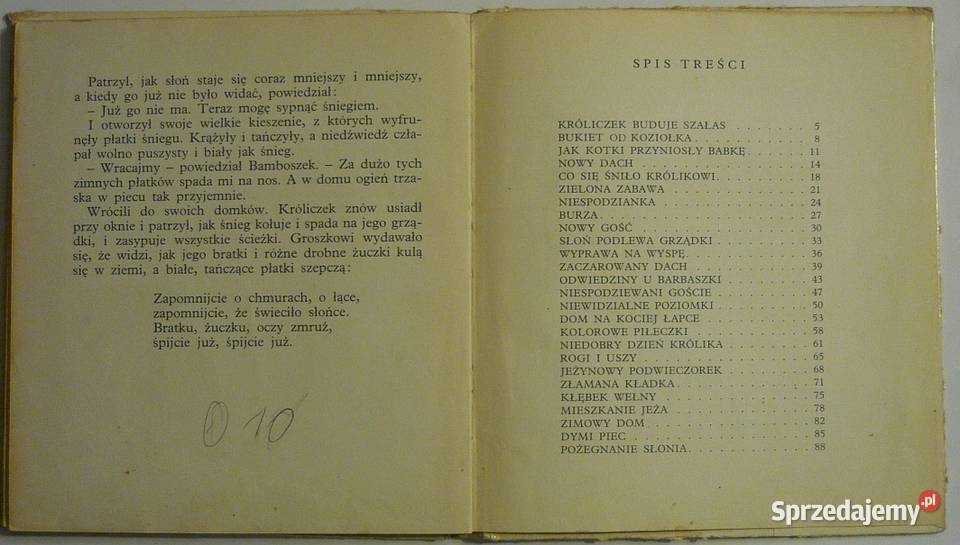 Patrzył, jak słoń staje się coraz mniejszy i mniejszy,
a kiedy go już nie było widać, powiedział:
– Już go nie ma. Teraz mogę sypnąć śniegiem.
I otworzył swoje wielkie kieszenie, z których wyfru-
nęły płatki śniegu. Krążyły i tańczyły, a niedźwiedź czła-
pał wolno puszysty i biały jak śnieg.
– Wracajmy – powiedział Bamboszek. – Za dużo tych
zimnych płatków spada mi na nos. A w domu ogień trza-
ska w piecu tak przyjemnie.
Wrócili do swoich domków. Króliczek znów usiadł
przy oknie i patrzył, jak śnieg kołuje i spada na jego grzą-
dki, i zasypuje wszystkie ścieżki. Groszkowi wydawało
się, że widzi, jak jego bratki i różne drobne żuczki kulą
się w ziemi, a białe, tańczące płatki szepczą:
Zapomnijcie o chmurach, o łące,
zapomnijcie, że świeciło słońce.
Bratku, żuczku, oczy zmruż,
śpijcie już, śpijcie już.
10
SPIS TREŚCI
KRÓLICZEK BUDUJE SZAŁAS . . . . . . . 5
BUKIET OD KOZIOŁKA . . . . . . . . . 8
JAK KOTKI PRZYNIOSŁY BABKĘ . . . . . 11
NOWY DACH . . . . . . . . . . . . 14
CO SIĘ ŚNIŁO KRÓLIKOWI . . . . . . . 18
ZIELONA ZABAWA . . . . . . . . . . 21
NIESPODZIANKA . . . . . . . . . . 24
BURZA . . . . . . . . . . . . . . 27
NOWY GOŚĆ . . . . . . . . . . . . 30
SŁOŃ PODLEWA GRZĄDKI . . . . . . . 33
WYPRAWA NA WYSPĘ . . . . . . . . . 36
ZACZAROWANY DACH . . . . . . . . . 39
ODWIEDZINY U BARBASZKI . . . . . . . 43
NIESPODZIEWANI GOŚCIE . . . . . . . 47
NIEWIDZIALNE POZIOMKI . . . . . . . 50
DOM NA KOCIEJ ŁAPCE . . . . . . . . 53
KOLOROWE PIŁECZKI . . . . . . . . . 58
NIEDOBRY DZIEŃ KRÓLIKA . . . . . . . 61
ROGI I USZY . . . . . . . . . . . . 65
JEŻYNOWY PODWIECZOREK . . . . . . . 68
ZŁAMANA KŁADKA . . . . . . . . . . 71
KŁĘBEK WEŁNY . . . . . . . . . . . 75
MIESZKANIE JEŻA . . . . . . . . . . 78
ZIMOWY DOM . . . . . . . . . . . . 82
DYMI PIEC . . . . . . . . . . . . . 85
POŻEGNANIE SŁONIA . . . . . . . . . 88
Sprzedajemy.pl